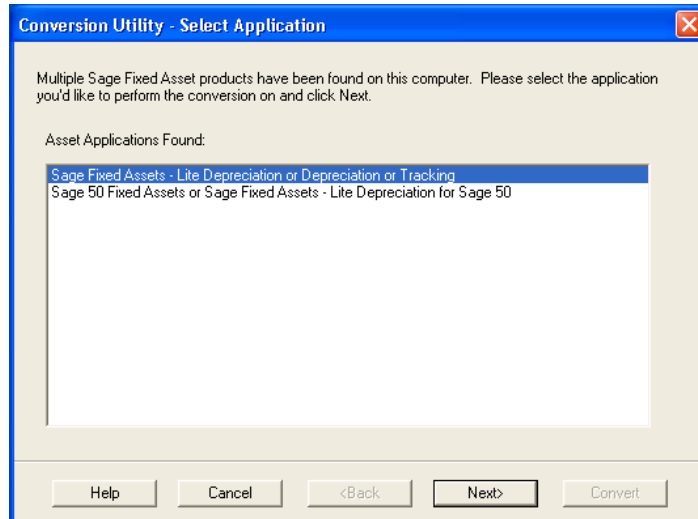 Conversion Utility - Select Application
Multiple Sage Fixed Asset products have been found on this computer.  Please select the application
you'd like to perform the conversion on and click Next.
Asset Applications Found:
Sage Fixed Assets - Lite Depreciation or Depreciation or Tracking
Sage 50 Fixed Assets or Sage Fixed Assets - Lite Depreciation for Sage 50
Help Cancel <Back Next> Convert